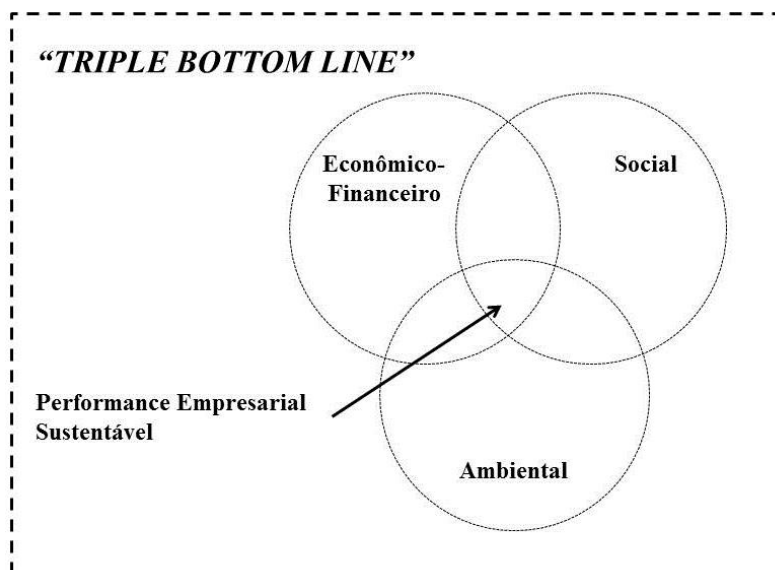 “TRIPLE BOTTOM LINE”
Econômico-
Financeiro
Social
Performance Empresarial
Sustentável
Ambiental